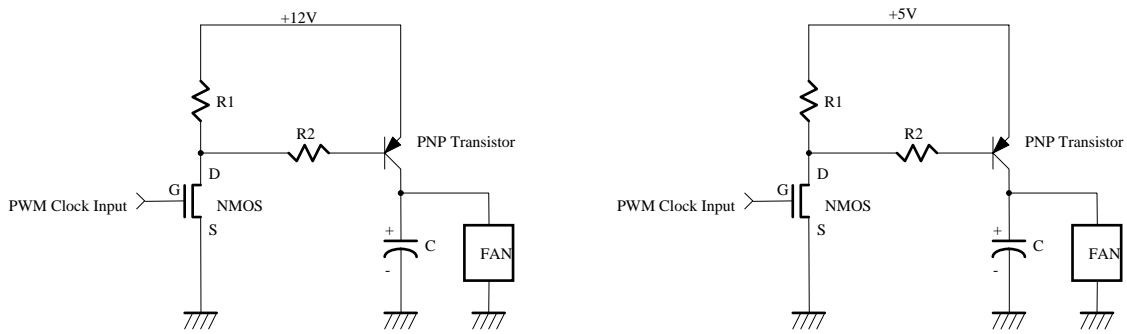 +12V
R1
R2
PNP Transistor
D
G
PWM Clock Input
NMOS
S
+
C
-
FAN
+5V
R1
R2
PNP Transistor
D
G
PWM Clock Input
NMOS
S
+
C
-
FAN